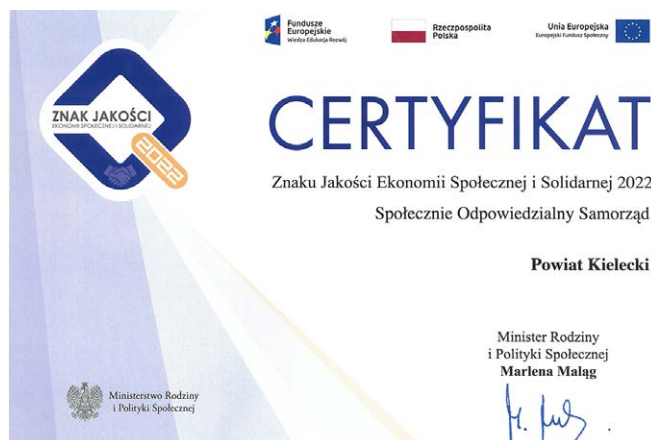 Fundusze
Europejskie
Wiedza Edukacja Rozwój
Rzeczpospolita
Polska
Unia Europejska
Europejski Fundusz Społeczny
ZNAK JAKOŚCI
EKONOMII SPOŁECZNEJ I SOLIDARNEJ
2022
CERTYFIKAT
Znaku Jakości Ekonomii Społecznej i Solidarnej 2022
Społecznie Odpowiedzialny Samorząd
Powiat Kielecki
Minister Rodziny
i Polityki Społecznej
Marlena Maląg
Ministerstwo Rodziny
i Polityki Społecznej